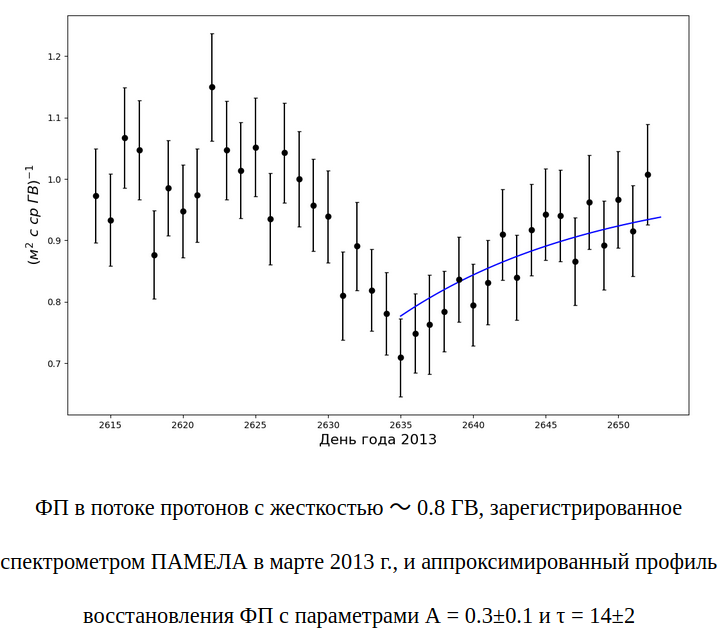 1.2
1.1
1.0
0.9
0.8
0.7
(м² с ср ГВ)⁻¹
2615 2620 2625 2630 2635 2640 2645 2650
День года 2013
ФП в потоке протонов с жесткостью ～ 0.8 ГВ, зарегистрированное
спектрометром ПАМЕЛА в марте 2013 г., и аппроксимированный профиль
восстановления ФП с параметрами A = 0.3±0.1 и τ = 14±2